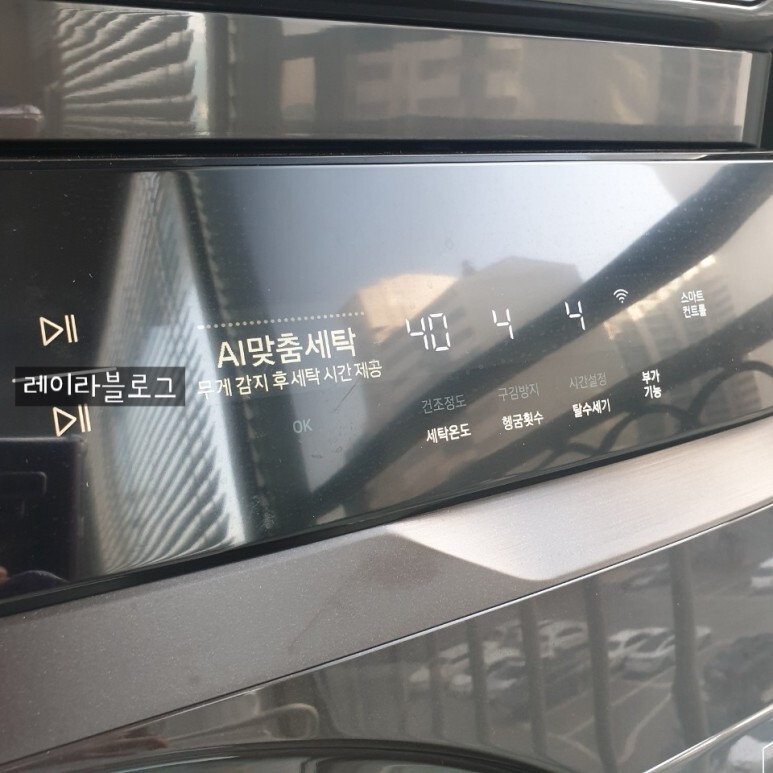 AI맞춤세탁
무게 감지 후 세탁 시간 제공
OK
40 4 4
스마트
컨트롤
건조정도 구김방지 시간설정
세탁온도 헹굼횟수 탈수세기
부가
기능
레이라블로그